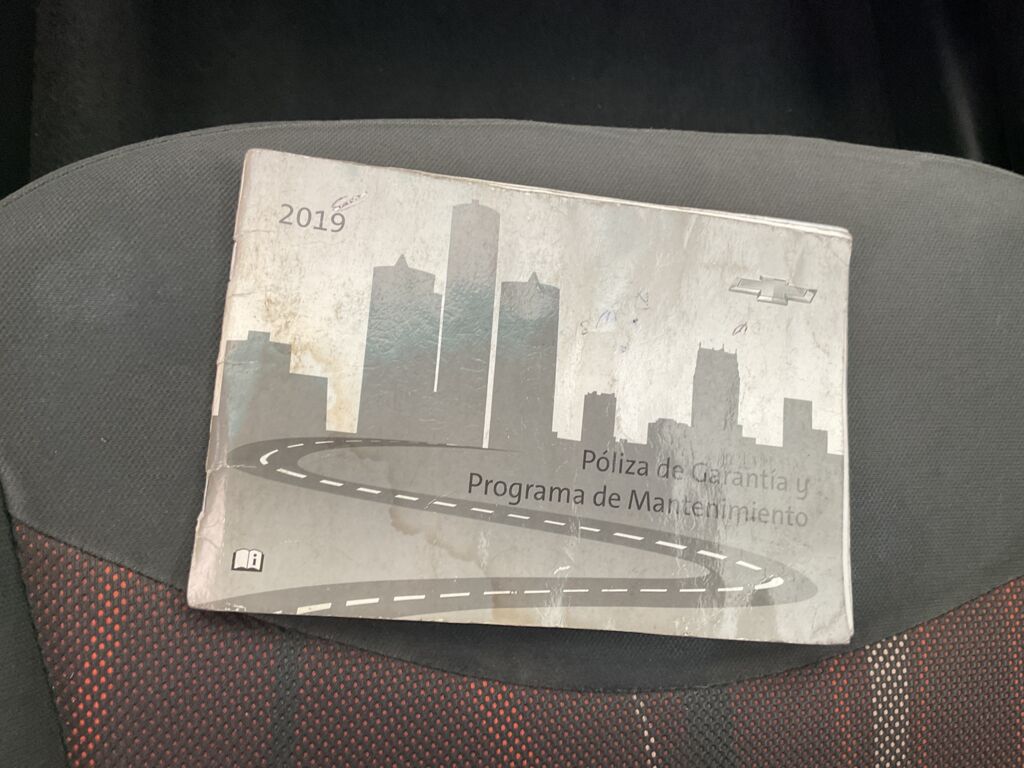 2019
Póliza de Garantía y
Programa de Mantenimiento